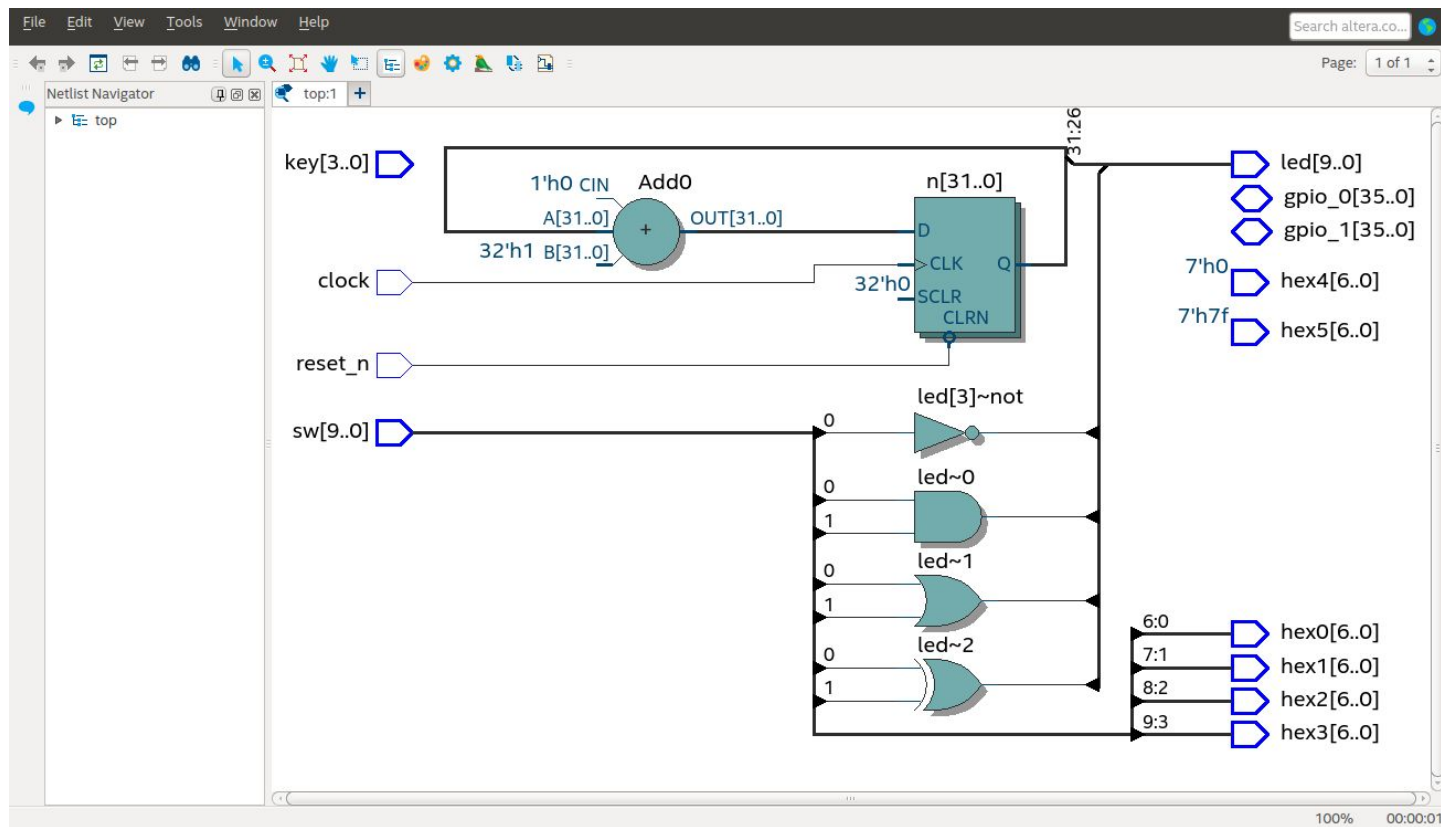 File Edit View Tools Window Help
Search altera.co...
Page: 1 of 1
Netlist Navigator
top:1
top
31:26
key[3..0]
led[9..0]
1'h0 CIN
Add0
n[31..0]
gpio_0[35..0]
A[31..0]
+
OUT[31..0]
D
gpio_1[35..0]
32'h1 B[31..0]
CLK
Q
7'h0
hex4[6..0]
clock
32'h0
SCLR
CLRN
7'h7f
hex5[6..0]
reset_n
led[3]~not
sw[9..0]
0
led~0
0
1
led~1
0
1
led~2
0
1
6:0
hex0[6..0]
7:1
hex1[6..0]
8:2
hex2[6..0]
9:3
hex3[6..0]
100% 00:00:01